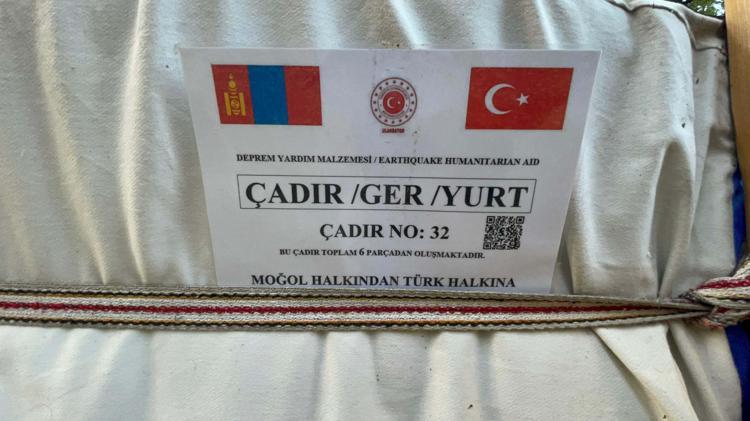 ULANBATOR
DEPREM YARDIM MALZEMESİ / EARTHQUAKE HUMANITARIAN AID
ÇADIR /GER /YURT
ÇADIR NO: 32
BU ÇADIR TOPLAM 6 PARÇADAN OLUŞMAKTADIR.
MOĞOL HALKINDAN TÜRK HALKINA